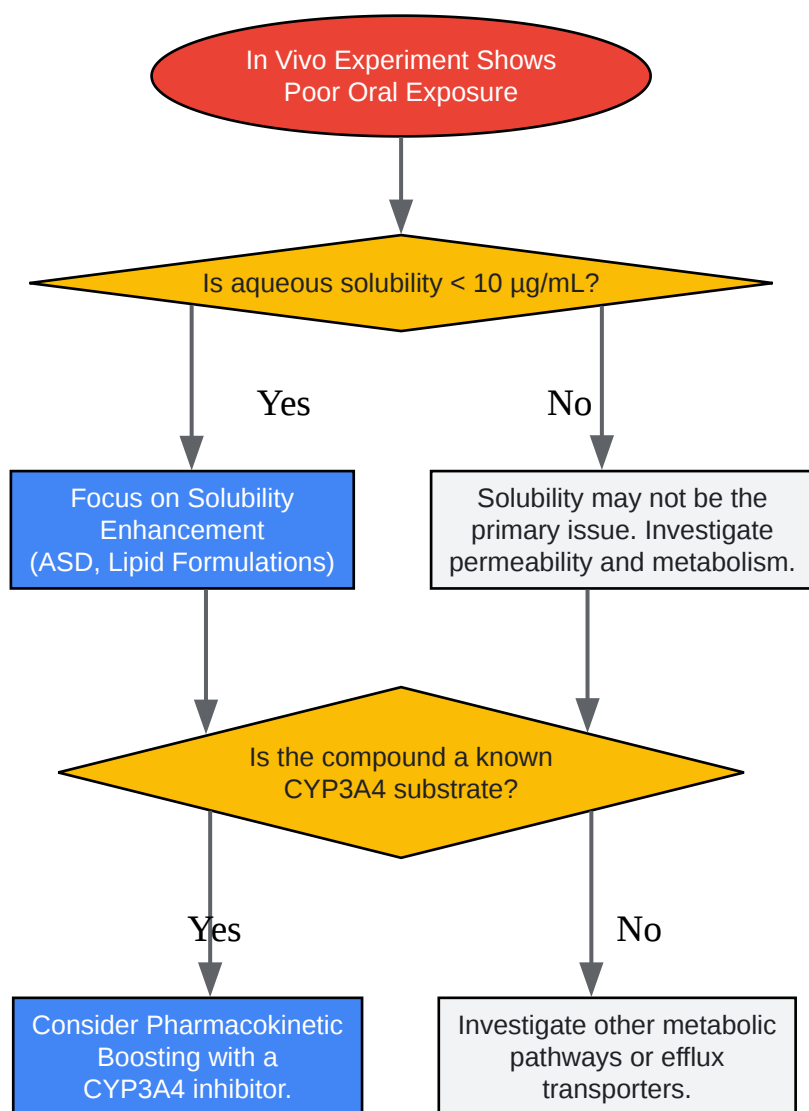 In Vivo Experiment Shows
Poor Oral Exposure
Is aqueous solubility < 10 µg/mL?
Yes
No
Focus on Solubility
Enhancement
(ASD, Lipid Formulations)
Solubility may not be the
primary issue. Investigate
permeability and metabolism.
Is the compound a known
CYP3A4 substrate?
Yes
No
Consider Pharmacokinetic
Boosting with a
CYP3A4 inhibitor.
Investigate other metabolic
pathways or efflux
transporters.